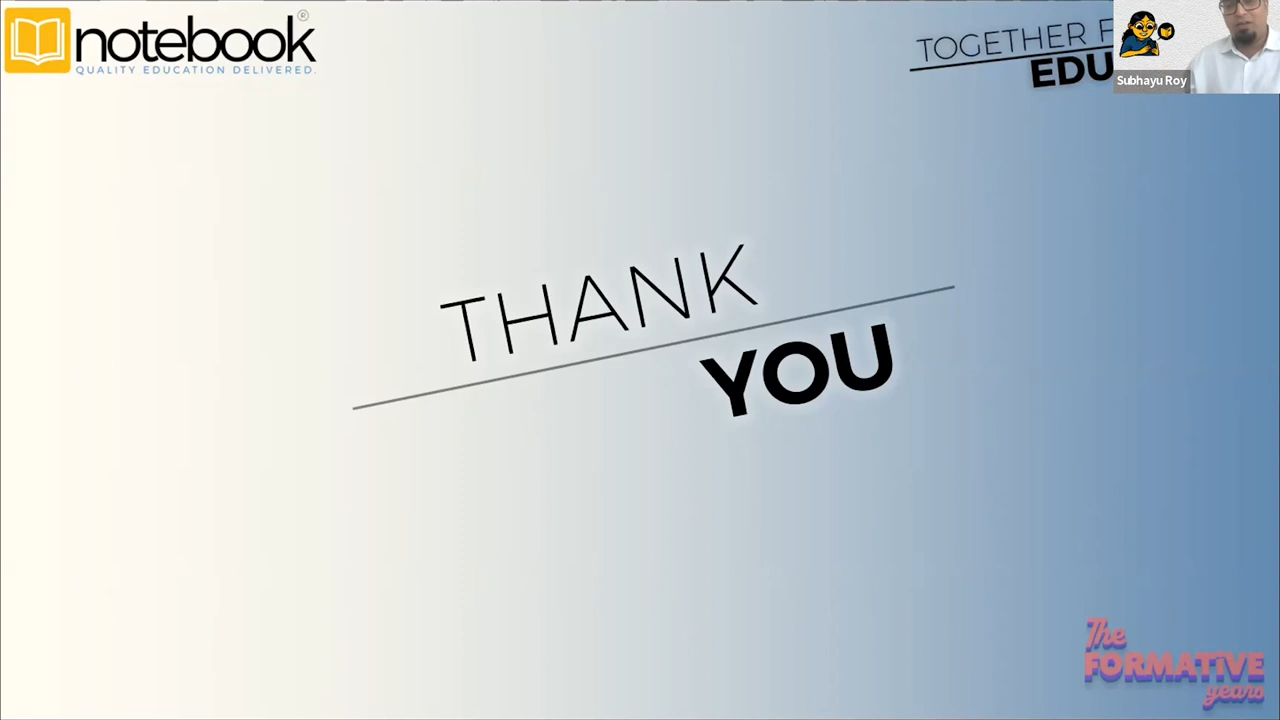 notebook®
QUALITY EDUCATION DELIVERED.
TOGETHER F
EDU
Subhayu Roy
THANK
YOU
The
FORMATIVE
years